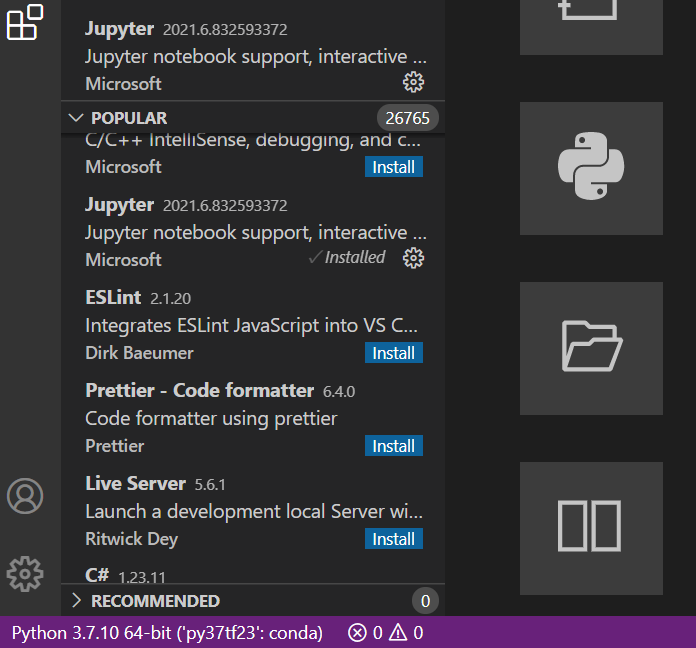 Jupyter 2021.6.832593372
Jupyter notebook support, interactive ...
Microsoft
POPULAR 26765
C/C++ IntelliSense, debugging, and c...
Microsoft Install
Jupyter 2021.6.832593372
Jupyter notebook support, interactive ...
Microsoft ✓Installed
ESLint 2.1.20
Integrates ESLint JavaScript into VS C...
Dirk Baeumer Install
Prettier - Code formatter 6.4.0
Code formatter using prettier
Prettier Install
Live Server 5.6.1
Launch a development local Server wi...
Ritwick Dey Install
C# 1.23.11
RECOMMENDED 0
Python 3.7.10 64-bit ('py37tf23': conda) 0 0